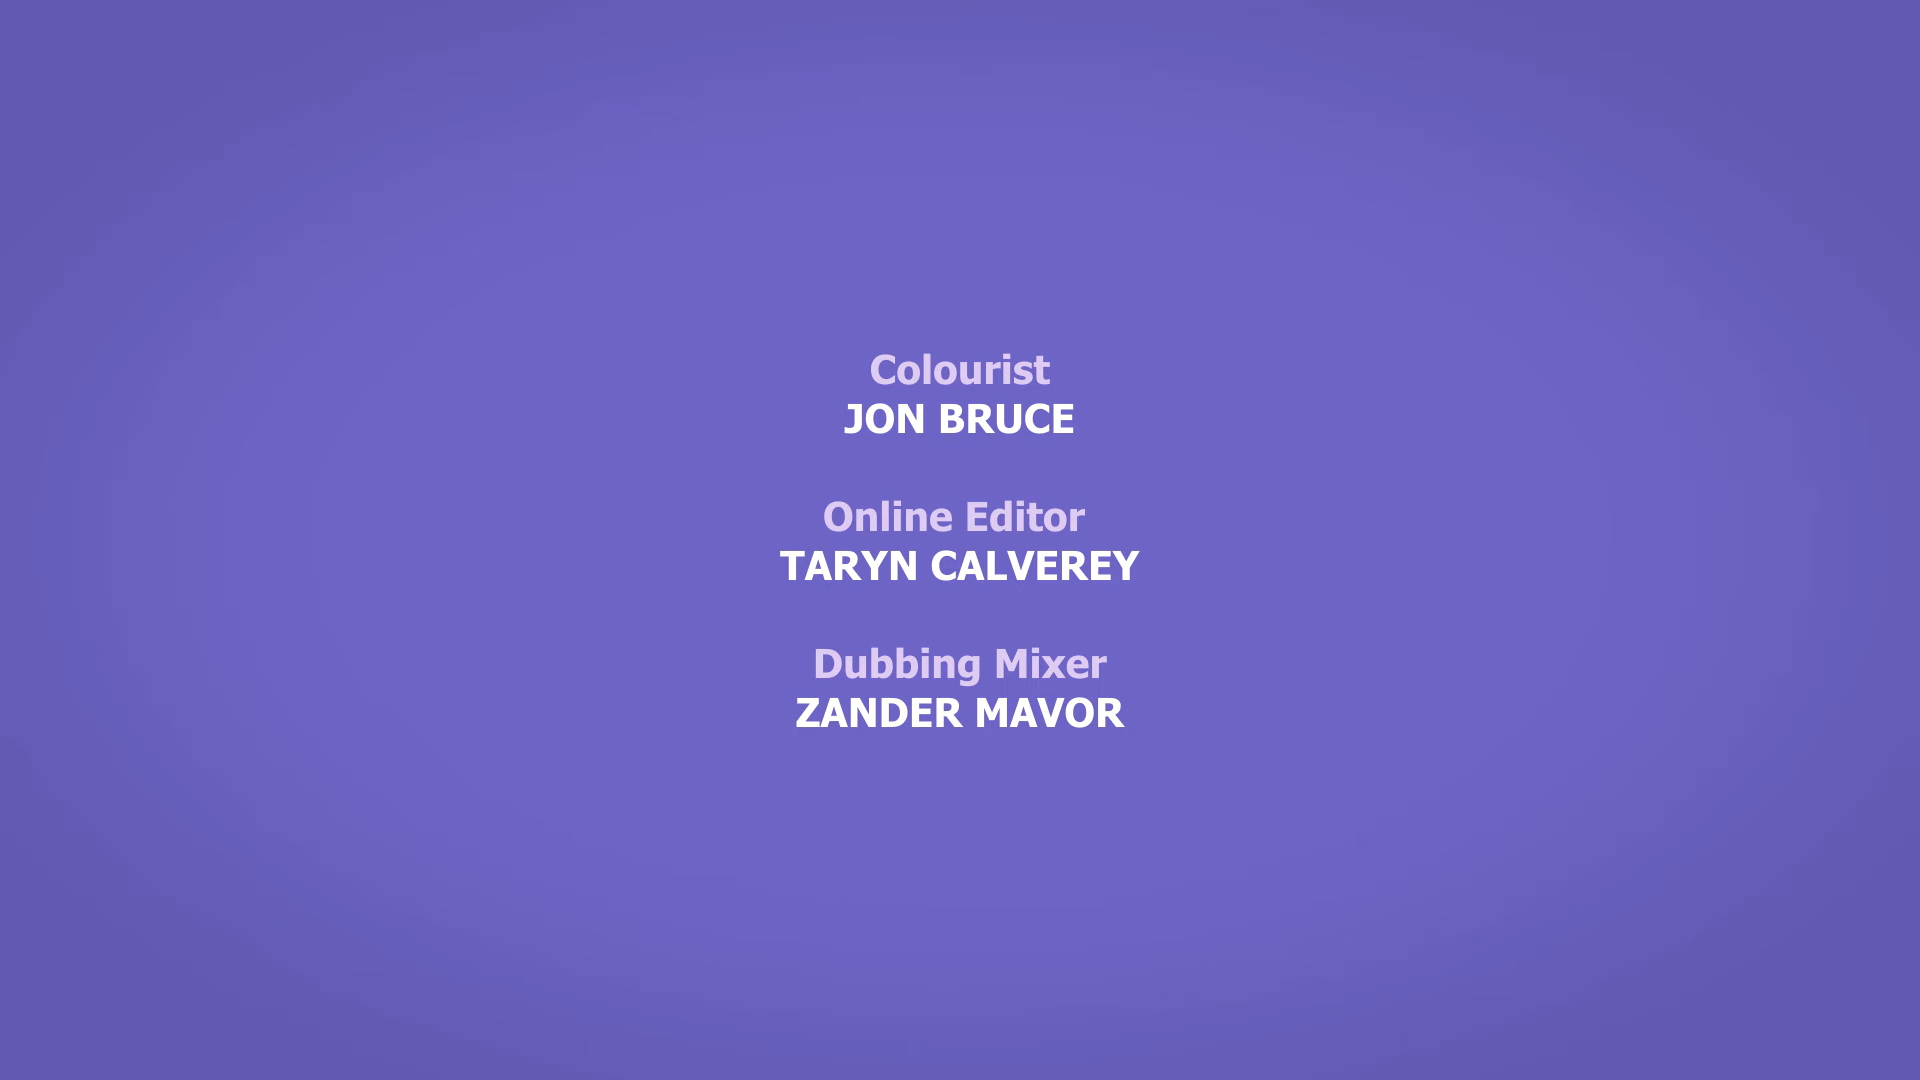 Colourist
JON BRUCE
Online Editor
TARYN CALVEREY
Dubbing Mixer
ZANDER MAVOR